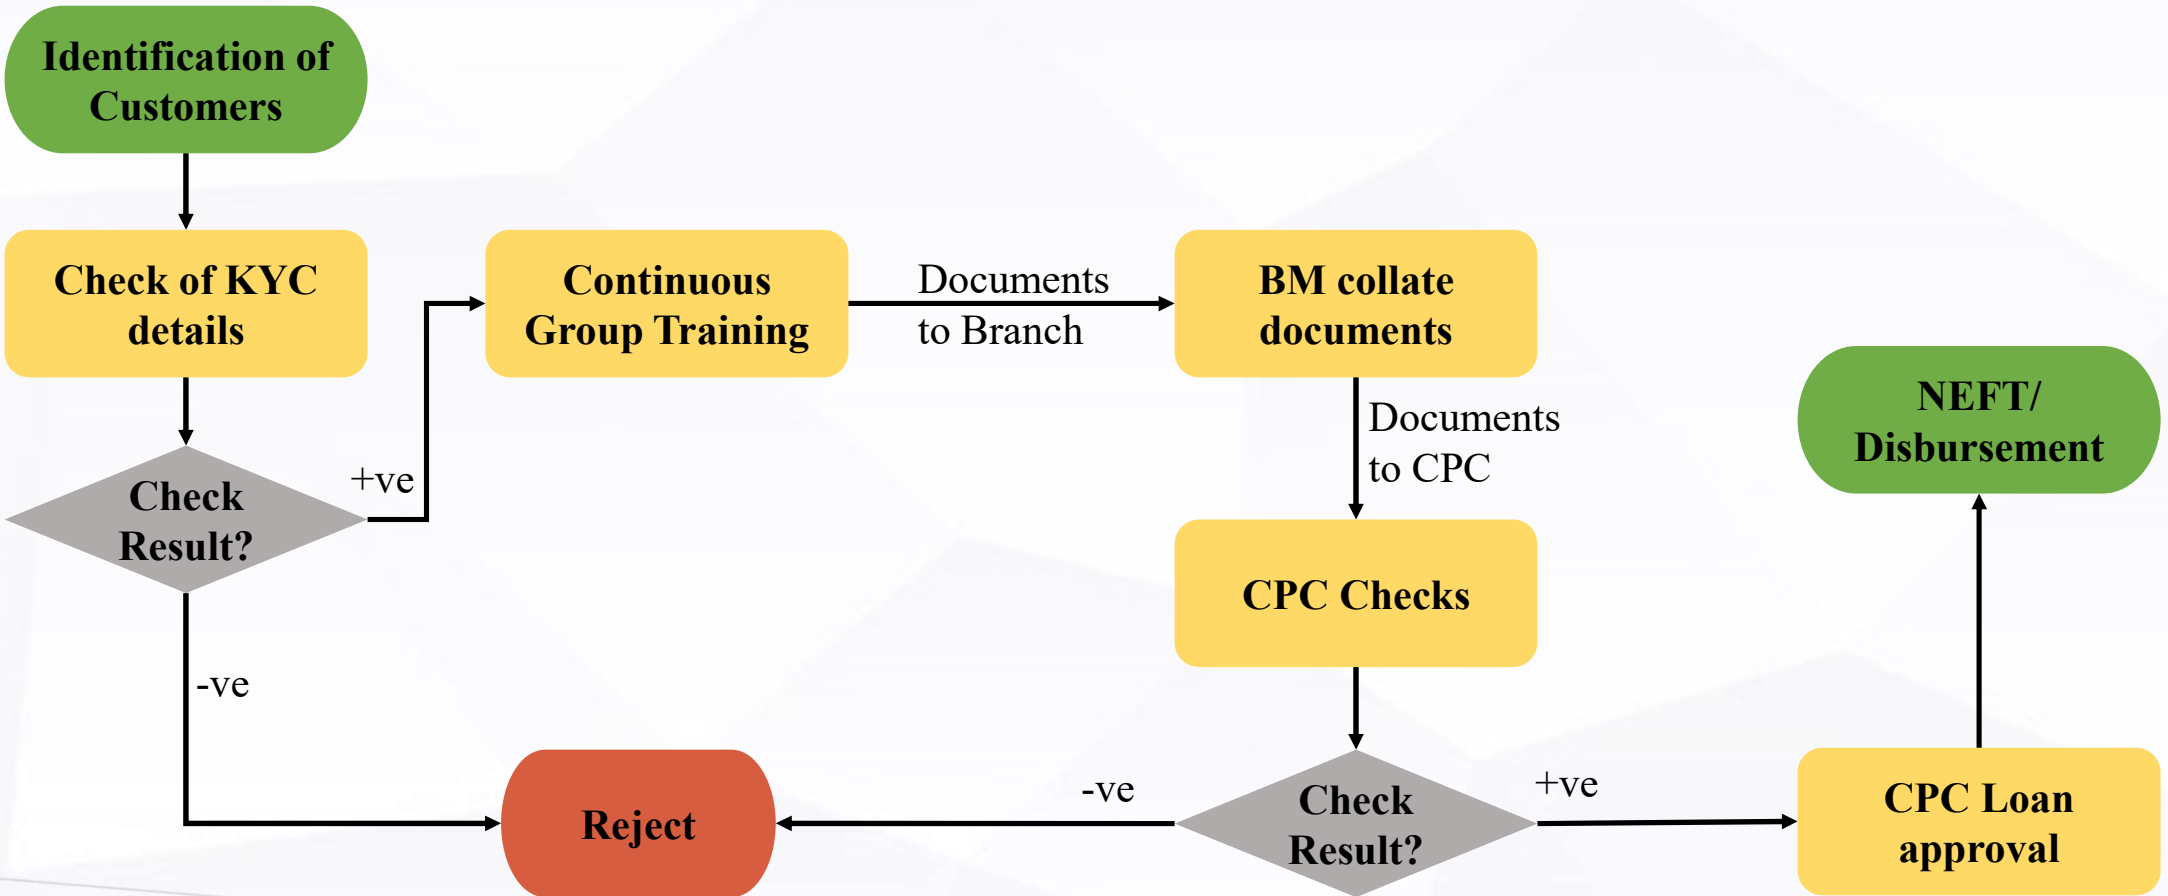 Identification of
Customers
Check of KYC
details
Continuous
Group Training
Documents
to Branch
BM collate
documents
Documents
to CPC
NEFT/
Disbursement
Check
Result?
+ve
-ve
CPC Checks
Reject
-ve
Check
Result?
+ve
CPC Loan
approval